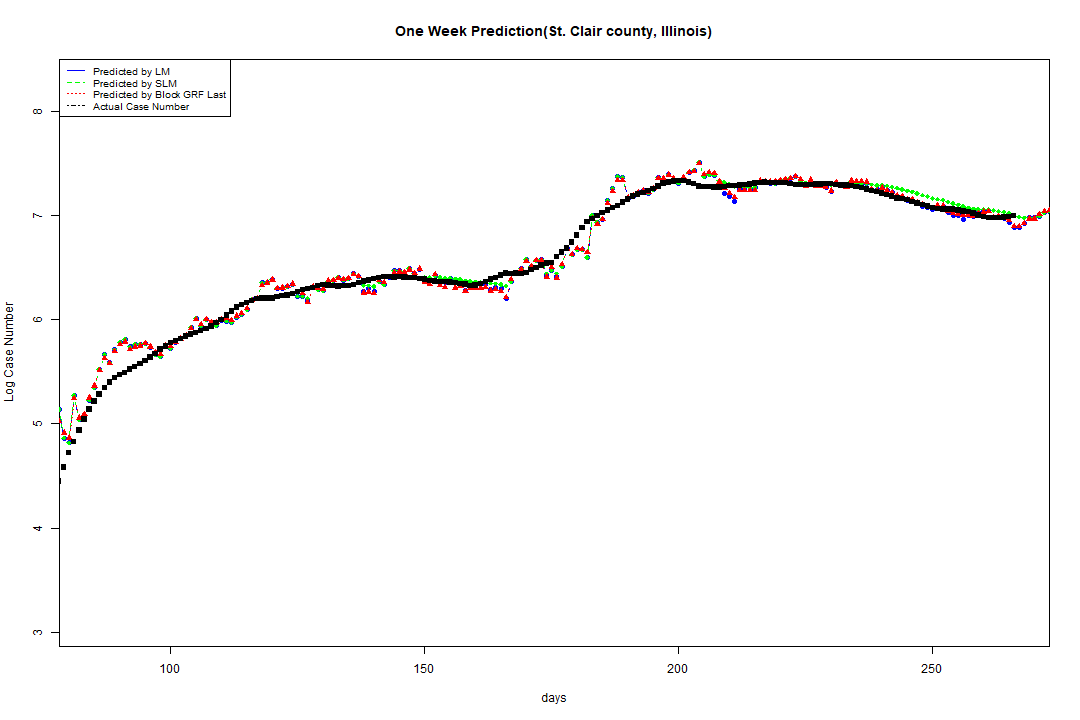 One Week Prediction(St. Clair county, Illinois)
Predicted by LM
Predicted by SLM
Predicted by Block GRF Last
Actual Case Number
8
7
6
5
4
3
Log Case Number
100 150 200 250
days